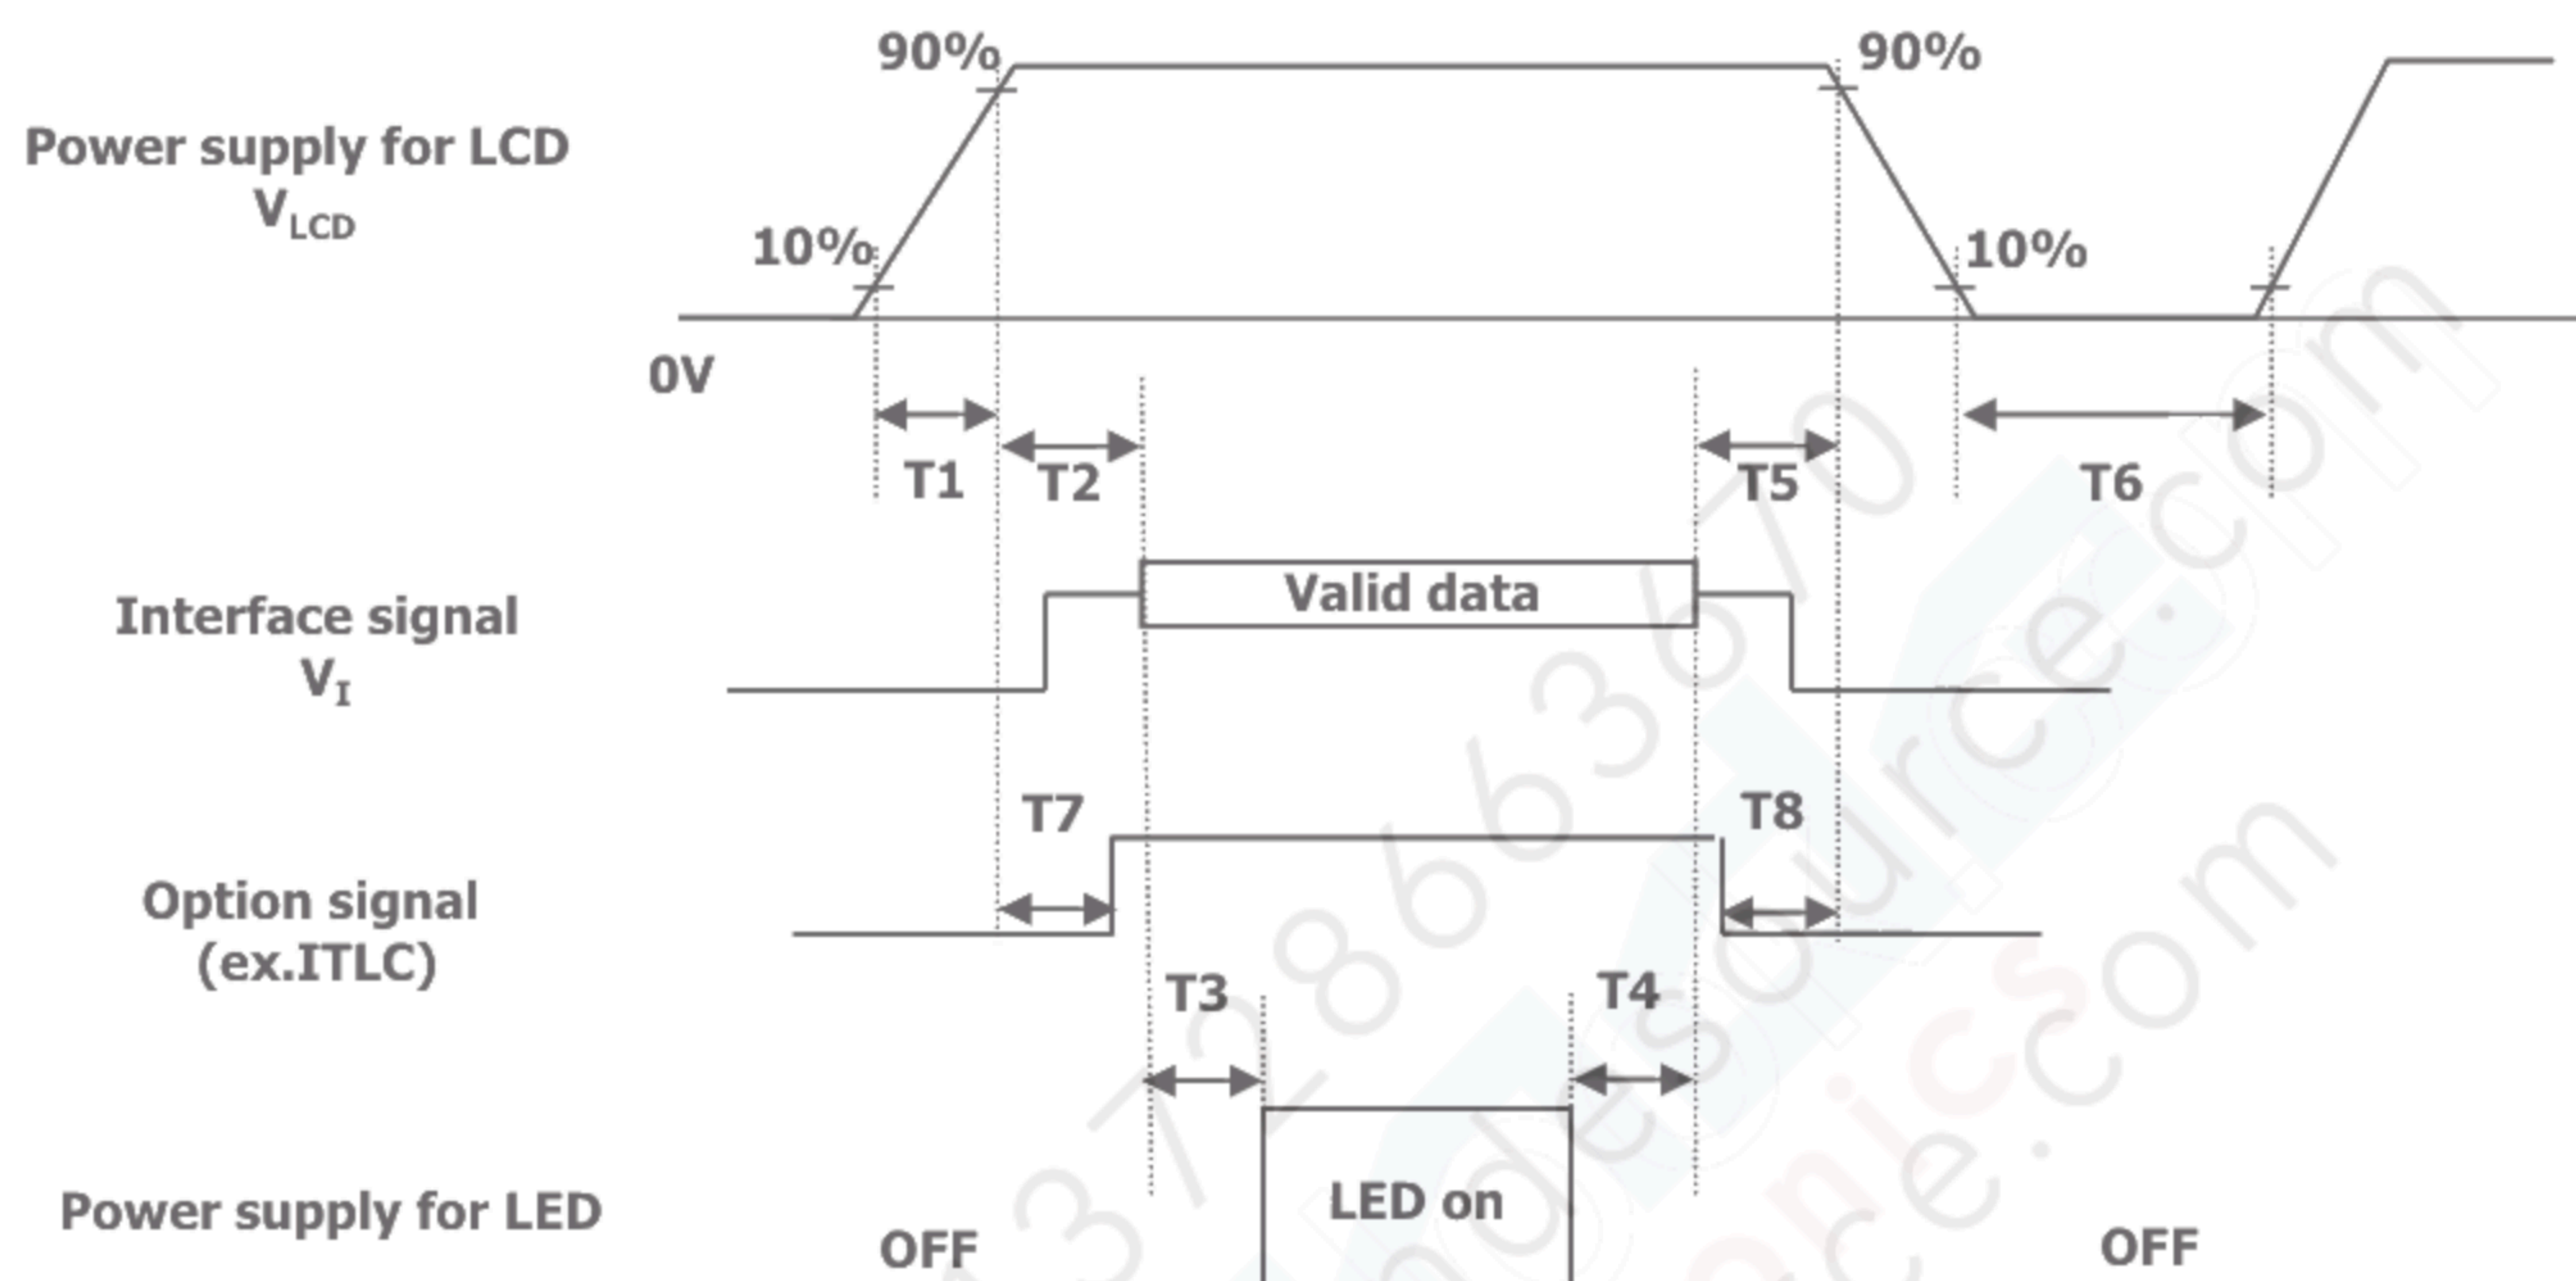 90%
90%
Power supply for LCD
VLCD
10%
10%
0V
T1
T2
T5
T6
Valid data
Interface signal
VI
T7
T8
Option signal
(ex.ITLC)
T3
T4
Power supply for LED
LED on
OFF
OFF